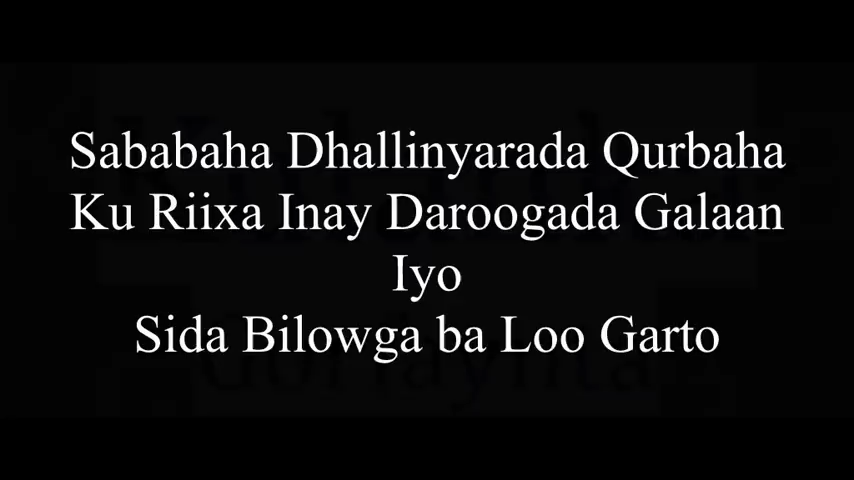 Sababaha Dhallinyarada Qurbaha
Ku Riixa Inay Daroogada Galaan
Iyo
Sida Bilowga ba Loo Garto